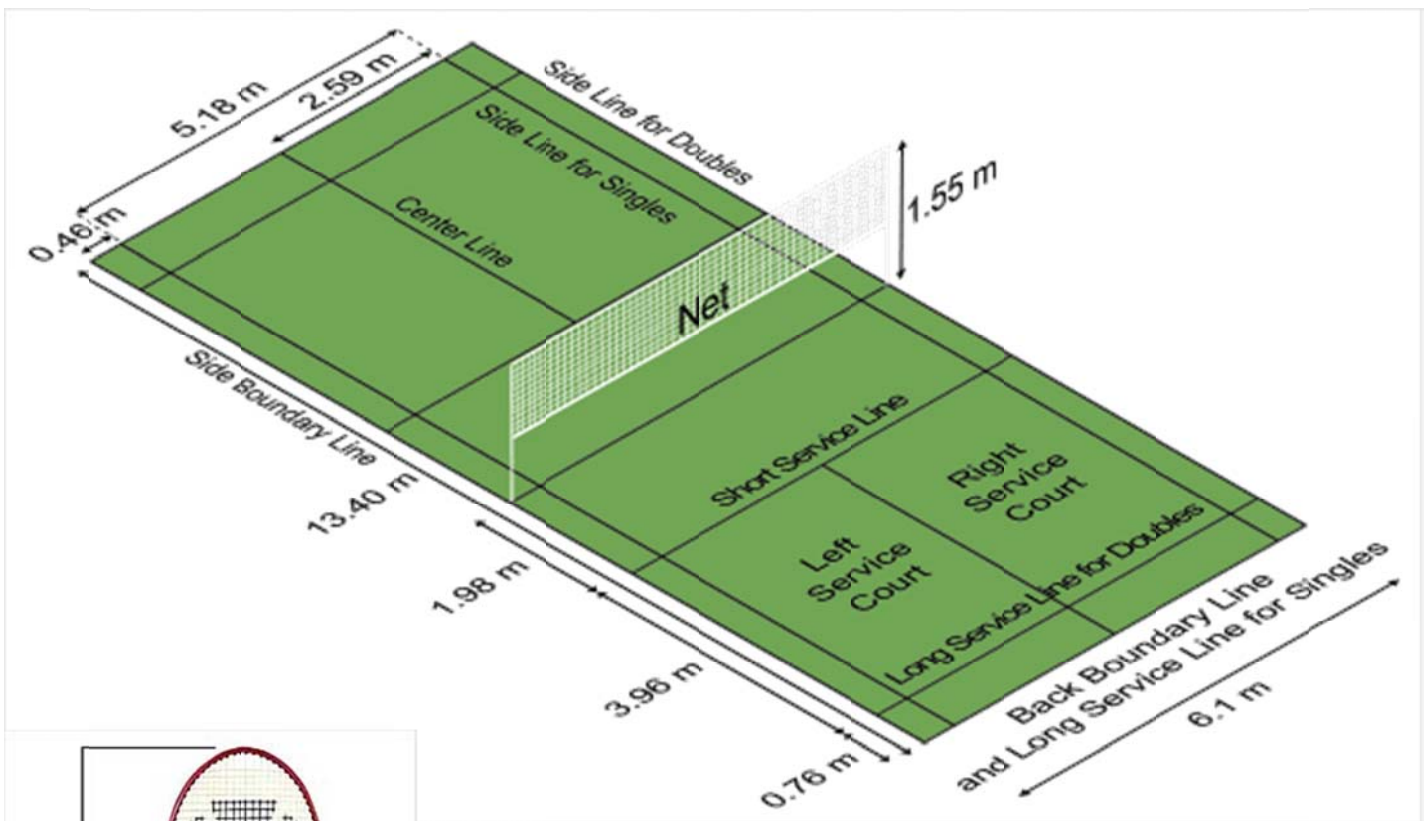 5.18 m
2.59 m
0.46 m
Side Line for Doubles
Side Line for Singles
Center Line
1.55 m
Net
Side Boundary Line
13.40 m
Short Service Line
Right
Service
Court
Left
Service
Court
1.98 m
Long Service Line for Doubles
3.96 m
Back Boundary Line
and Long Service Line for Singles
6.1 m
0.76 m